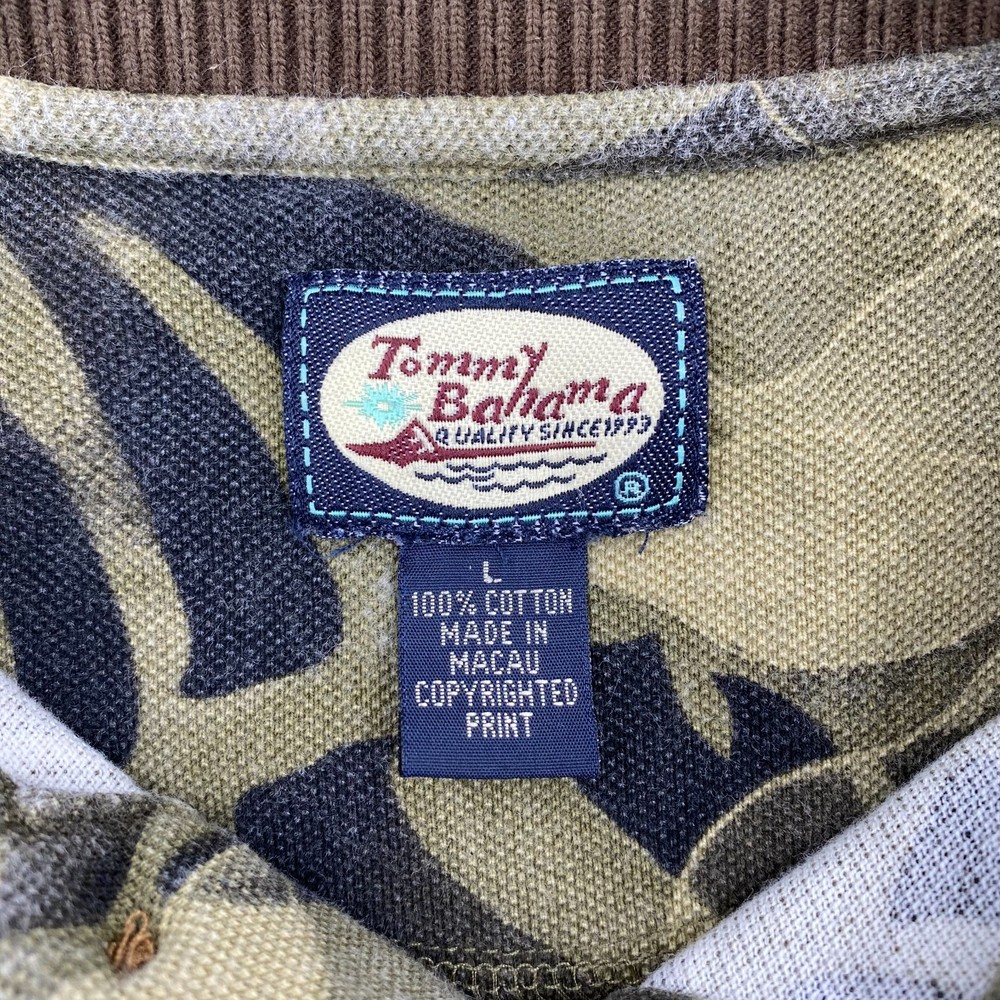 Tommy
Bahama
QUALITY SINCE 1993
®
L
100% COTTON
MADE IN
MACAU
COPYRIGHTED
PRINT